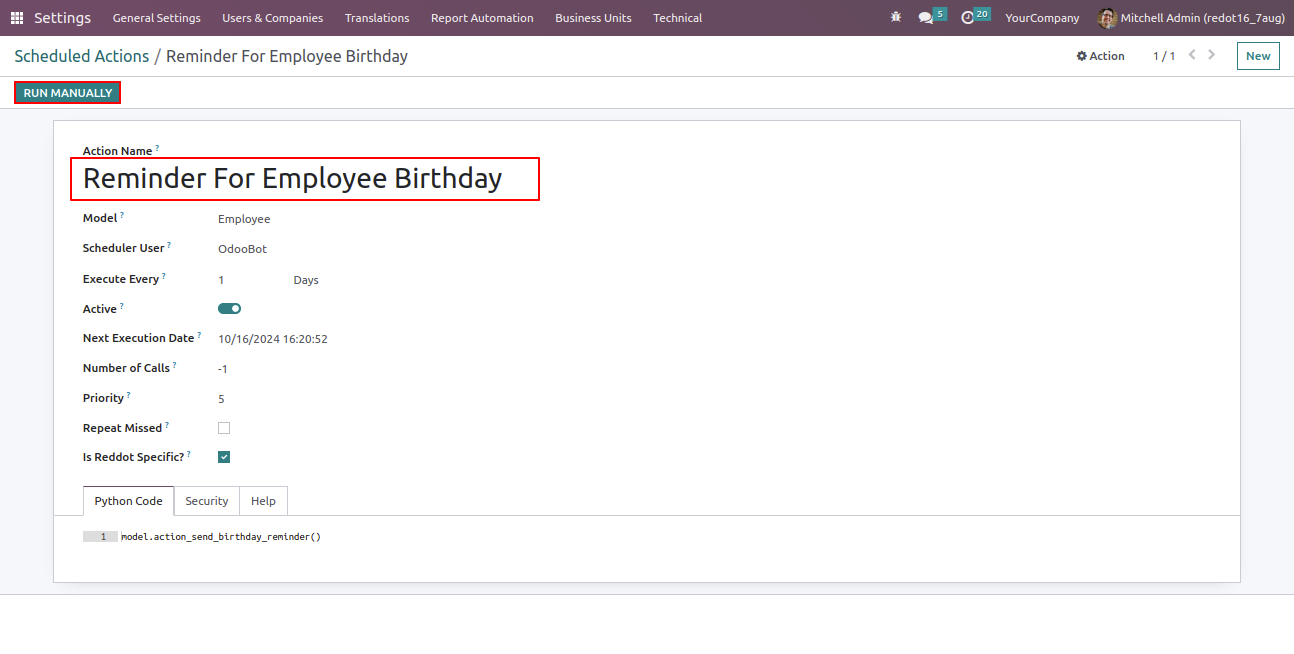 Settings General Settings Users & Companies Translations Report Automation Business Units Technical 5 20 YourCompany Mitchell Admin (redot16_7aug)
Scheduled Actions / Reminder For Employee Birthday Action 1 / 1 New
RUN MANUALLY
Action Name ?
Reminder For Employee Birthday
Model ? Employee
Scheduler User ? OdooBot
Execute Every ? 1 Days
Active ?
Next Execution Date ? 10/16/2024 16:20:52
Number of Calls ? -1
Priority ? 5
Repeat Missed ?
Is Reddot Specific? ?
Python Code Security Help
1 model.action_send_birthday_reminder()